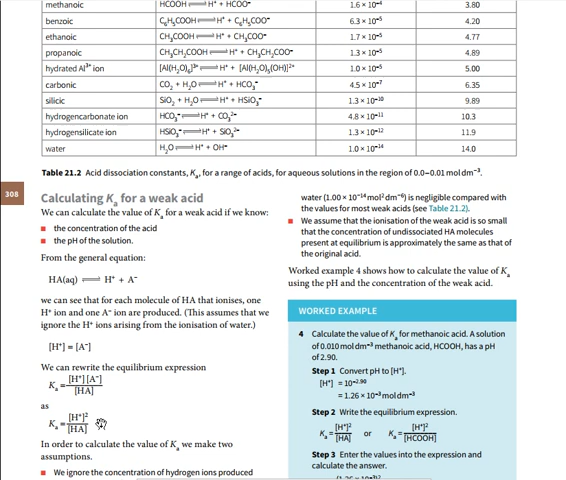 methanoic HCOOH ⇌ H⁺ + HCOO⁻ 1.6 × 10⁻⁴ 3.80
benzoic C₆H₅COOH ⇌ H⁺ + C₆H₅COO⁻ 6.3 × 10⁻⁵ 4.20
ethanoic CH₃COOH ⇌ H⁺ + CH₃COO⁻ 1.7 × 10⁻⁵ 4.77
propanoic CH₃CH₂COOH ⇌ H⁺ + CH₃CH₂COO⁻ 1.3 × 10⁻⁵ 4.89
hydrated Al³⁺ ion [Al(H₂O)₆]³⁺ ⇌ H⁺ + [Al(H₂O)₅(OH)]²⁺ 1.0 × 10⁻⁵ 5.00
carbonic CO₂ + H₂O ⇌ H⁺ + HCO₃⁻ 4.5 × 10⁻⁷ 6.35
silicic SiO₂ + H₂O ⇌ H⁺ + HSiO₃⁻ 1.3 × 10⁻¹⁰ 9.89
hydrogencarbonate ion HCO₃⁻ ⇌ H⁺ + CO₃²⁻ 4.8 × 10⁻¹¹ 10.3
hydrogensilicate ion HSiO₃⁻ ⇌ H⁺ + SiO₃²⁻ 1.3 × 10⁻¹² 11.9
water H₂O ⇌ H⁺ + OH⁻ 1.0 × 10⁻¹⁴ 14.0
Table 21.2 Acid dissociation constants, Kₐ, for a range of acids, for aqueous solutions in the region of 0.0–0.01 mol dm⁻³.
308
Calculating Kₐ for a weak acid
We can calculate the value of Kₐ for a weak acid if we know:
■ the concentration of the acid
■ the pH of the solution.
From the general equation:
HA(aq) ⇌ H⁺ + A⁻
we can see that for each molecule of HA that ionises, one
H⁺ ion and one A⁻ ion are produced. (This assumes that we
ignore the H⁺ ions arising from the ionisation of water.)
[H⁺] = [A⁻]
We can rewrite the equilibrium expression
Kₐ = [H⁺] [A⁻] / [HA]
as
Kₐ = [H⁺]² / [HA]
In order to calculate the value of Kₐ we make two
assumptions.
■ We ignore the concentration of hydrogen ions produced
water (1.00 × 10⁻¹⁴ mol² dm⁻⁶) is negligible compared with
the values for most weak acids (see Table 21.2).
■ We assume that the ionisation of the weak acid is so small
that the concentration of undissociated HA molecules
present at equilibrium is approximately the same as that of
the original acid.
Worked example 4 shows how to calculate the value of Kₐ
using the pH and the concentration of the weak acid.
WORKED EXAMPLE
4 Calculate the value of Kₐ for methanoic acid. A solution
of 0.010 mol dm⁻³ methanoic acid, HCOOH, has a pH
of 2.90.
Step 1 Convert pH to [H⁺].
[H⁺] = 10⁻²·⁹⁰
= 1.26 × 10⁻³ mol dm⁻³
Step 2 Write the equilibrium expression.
Kₐ = [H⁺]² / [HA] or Kₐ = [H⁺]² / [HCOOH]
Step 3 Enter the values into the expression and
calculate the answer.